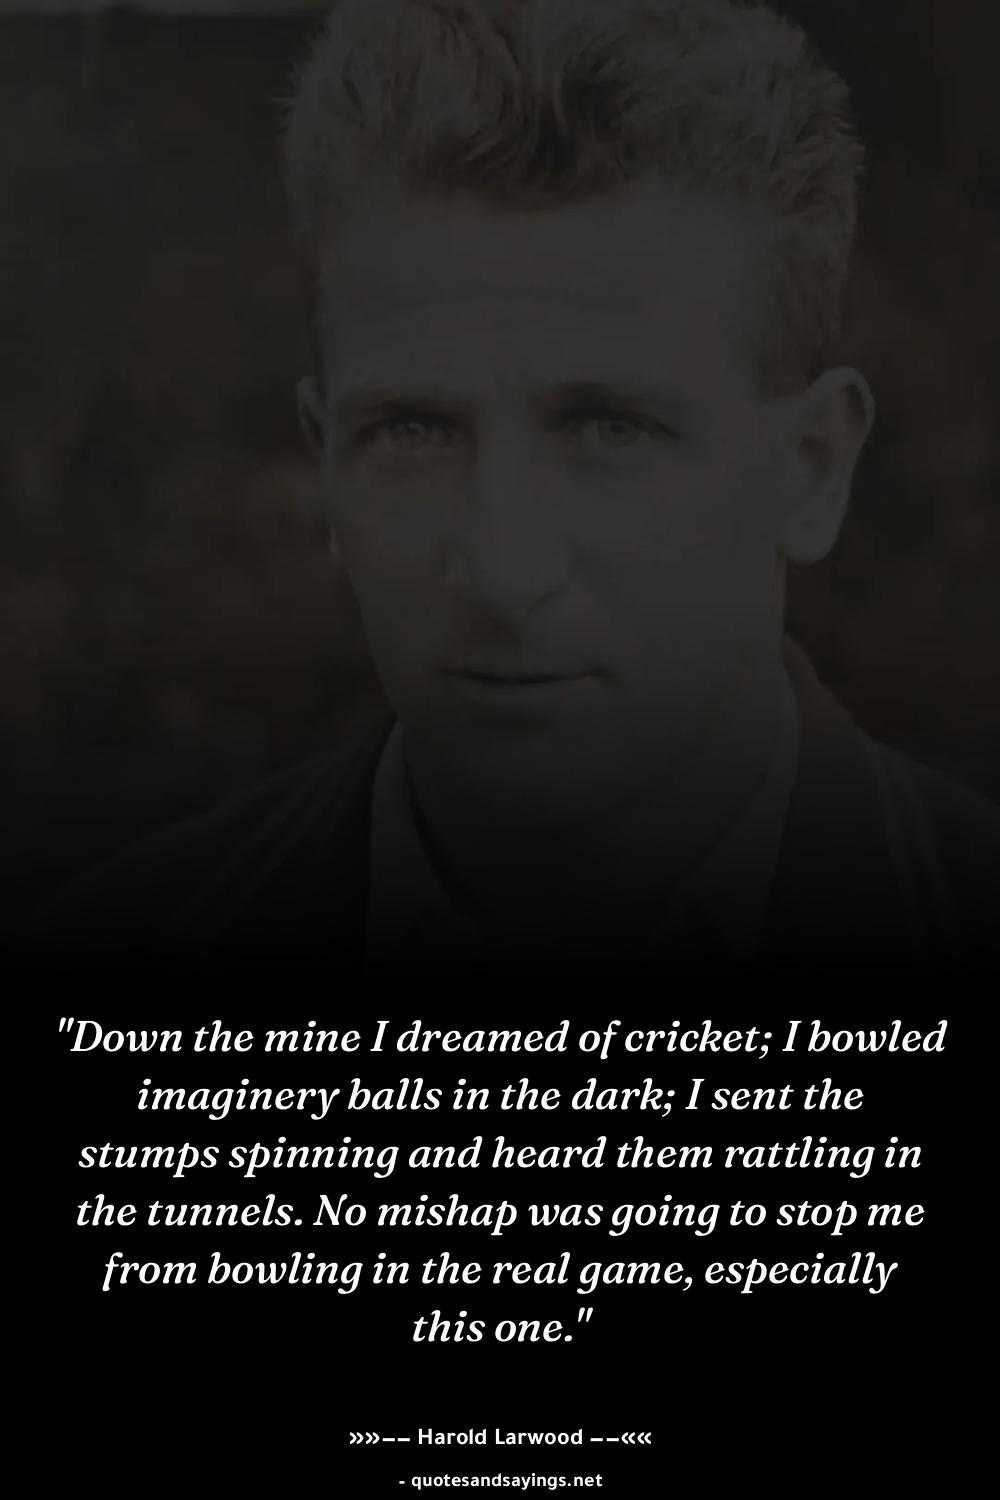 "Down the mine I dreamed of cricket; I bowled
imaginery balls in the dark; I sent the
stumps spinning and heard them rattling in
the tunnels. No mishap was going to stop me
from bowling in the real game, especially
this one."
»»–– Harold Larwood ––««
- quotesandsayings.net